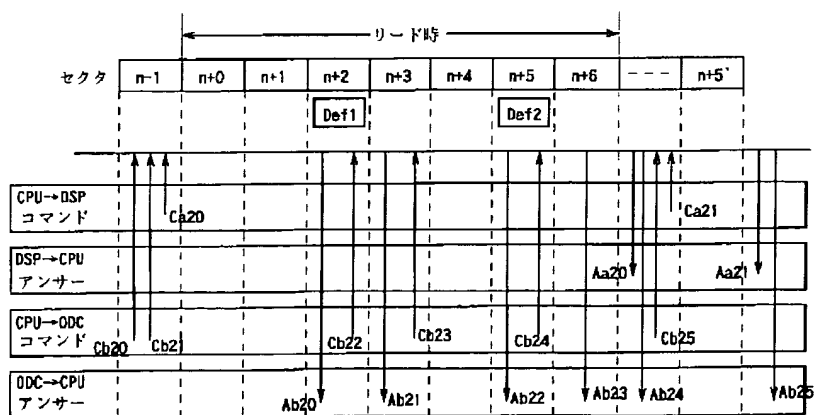 リード時
セクタ n-1 n+0 n+1 n+2 n+3 n+4 n+5 n+6 --- n+5'
Def1 Def2
CPU→DSP
コマンド
Ca20 Ca21
DSP→CPU
アンサー
Aa20 Aa21
CPU→ODC
コマンド
Cb20 Cb21 Cb22 Cb23 Cb24 Cb25
ODC→CPU
アンサー
Ab20 Ab21 Ab22 Ab23 Ab24 Ab25